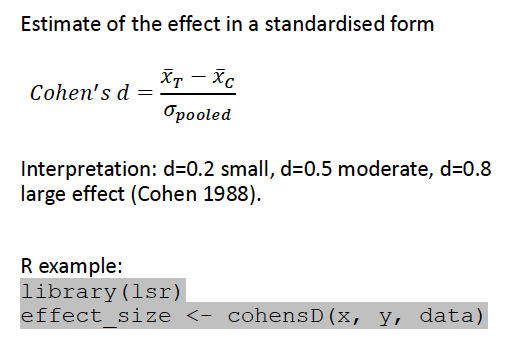 Estimate of the effect in a standardised form
Cohen's d = (x̄_T − x̄_C) / σ_pooled
Interpretation: d=0.2 small, d=0.5 moderate, d=0.8
large effect (Cohen 1988).
R example:
library(lsr)
effect_size <- cohensD(x, y, data)